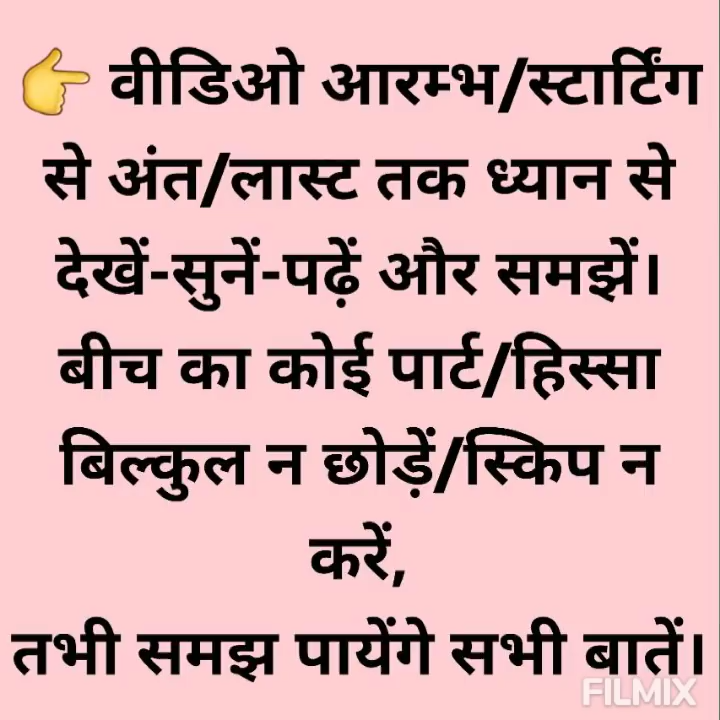 👉 वीडिओ आरम्भ/स्टार्टिंग
से अंत/लास्ट तक ध्यान से
देखें-सुनें-पढ़ें और समझें।
बीच का कोई पार्ट/हिस्सा
बिल्कुल न छोड़ें/स्किप न
करें,
तभी समझ पायेंगे सभी बातें।
FILMIX